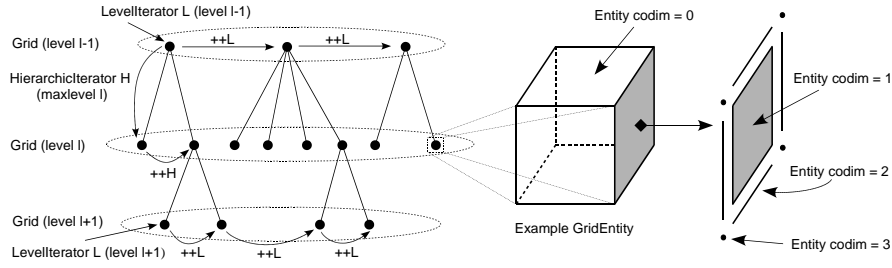 LevelIterator L (level l-1)
Grid (level l-1)
++L
++L
HierarchicIterator H
(maxlevel l)
Grid (level l)
++H
Grid (level l+1)
LevelIterator L (level l+1)
++L
++L
++L
Entity codim = 0
Example GridEntity
Entity codim = 1
Entity codim = 2
Entity codim = 3